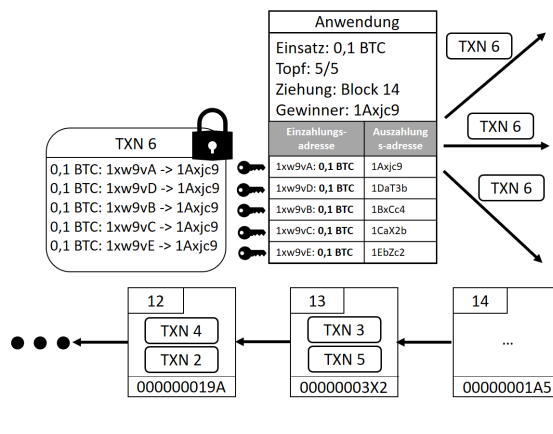 Anwendung
Einsatz: 0,1 BTC
Topf: 5/5
Ziehung: Block 14
Gewinner: 1Axjc9
Einzahlungs-
adresse
Auszahlung
s-adresse
1xw9vA: 0,1 BTC 1Axjc9
1xw9vD: 0,1 BTC 1DaT3b
1xw9vB: 0,1 BTC 1BxCc4
1xw9vC: 0,1 BTC 1CaX2b
1xw9vE: 0,1 BTC 1EbZc2
TXN 6
0,1 BTC: 1xw9vA -> 1Axjc9
0,1 BTC: 1xw9vD -> 1Axjc9
0,1 BTC: 1xw9vB -> 1Axjc9
0,1 BTC: 1xw9vC -> 1Axjc9
0,1 BTC: 1xw9vE -> 1Axjc9
TXN 6
TXN 6
TXN 6
12
TXN 4
TXN 2
000000019A
13
TXN 3
TXN 5
00000003X2
14
...
00000001A5